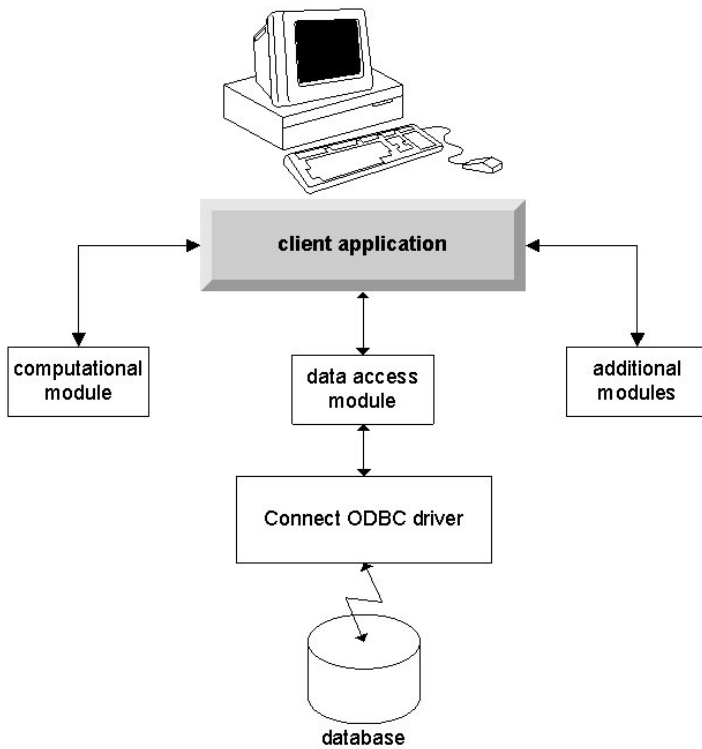 client application
computational
module
data access
module
additional
modules
Connect ODBC driver
database